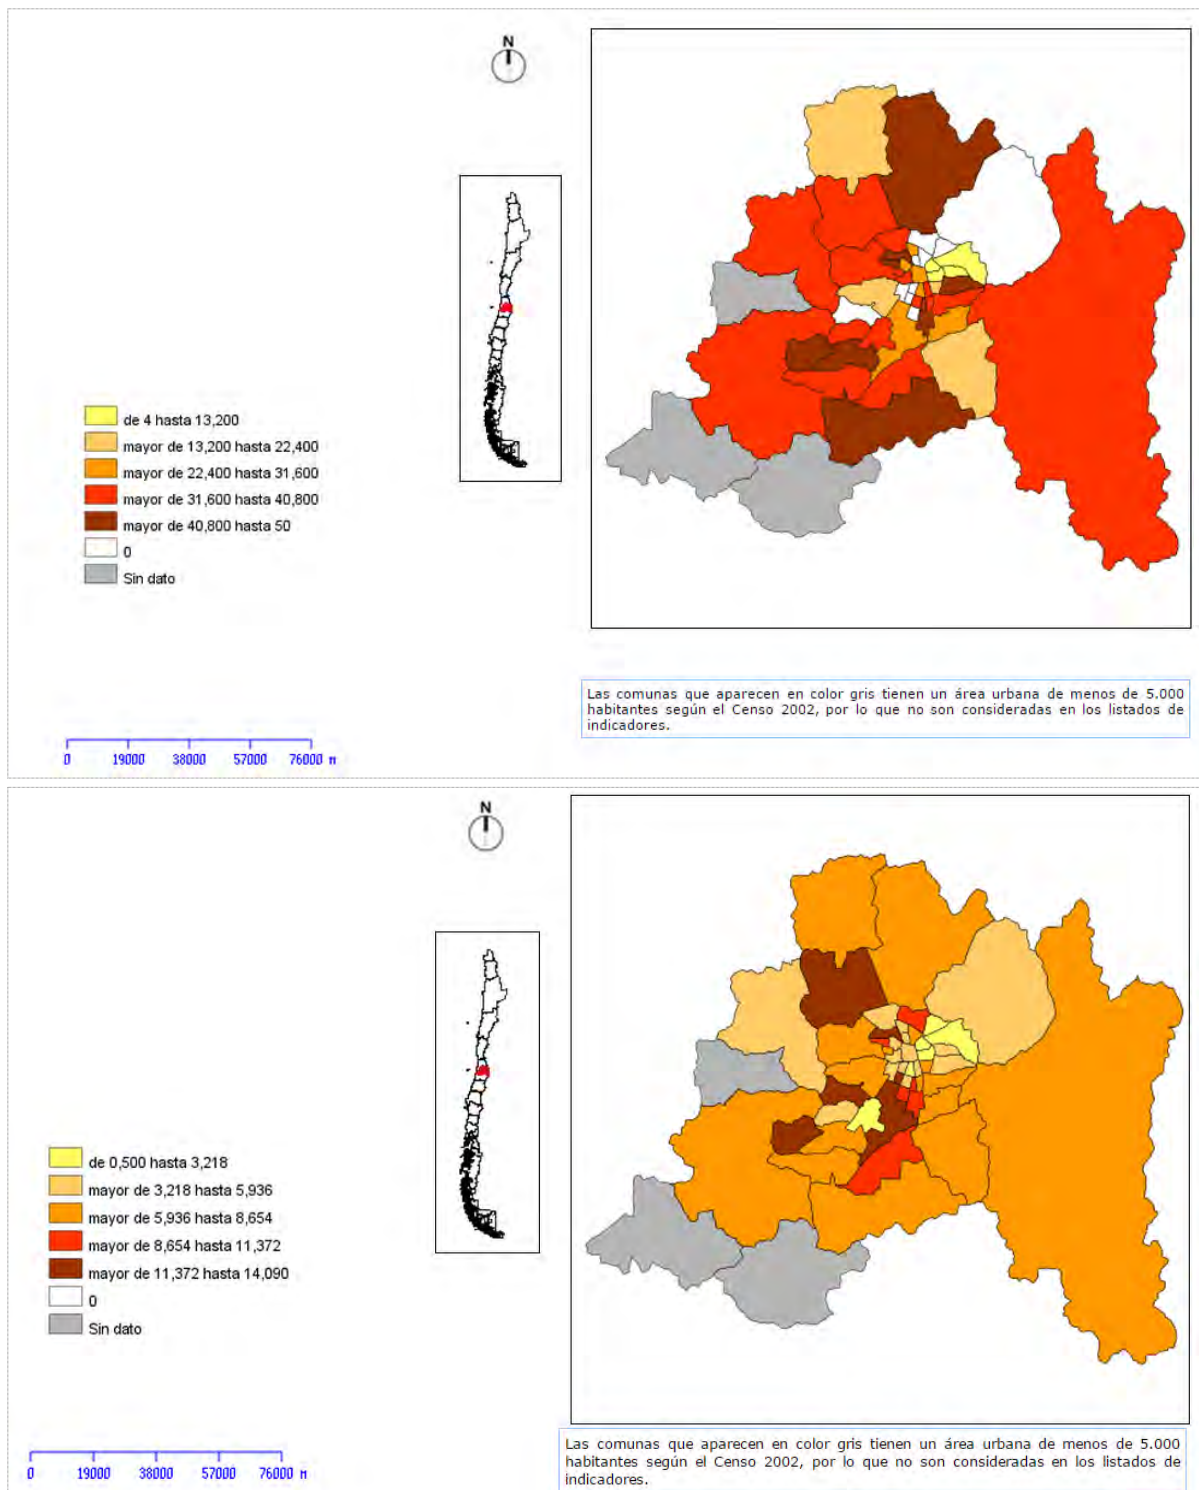 N
de 4 hasta 13,200
mayor de 13,200 hasta 22,400
mayor de 22,400 hasta 31,600
mayor de 31,600 hasta 40,800
mayor de 40,800 hasta 50
0
Sin dato
Las comunas que aparecen en color gris tienen un área urbana de menos de 5.000
habitantes según el Censo 2002, por lo que no son consideradas en los listados de
indicadores.
0 19000 38000 57000 76000 m
N
de 0,500 hasta 3,218
mayor de 3,218 hasta 5,936
mayor de 5,936 hasta 8,654
mayor de 8,654 hasta 11,372
mayor de 11,372 hasta 14,090
0
Sin dato
Las comunas que aparecen en color gris tienen un área urbana de menos de 5.000
habitantes según el Censo 2002, por lo que no son consideradas en los listados de
indicadores.
0 19000 38000 57000 76000 m